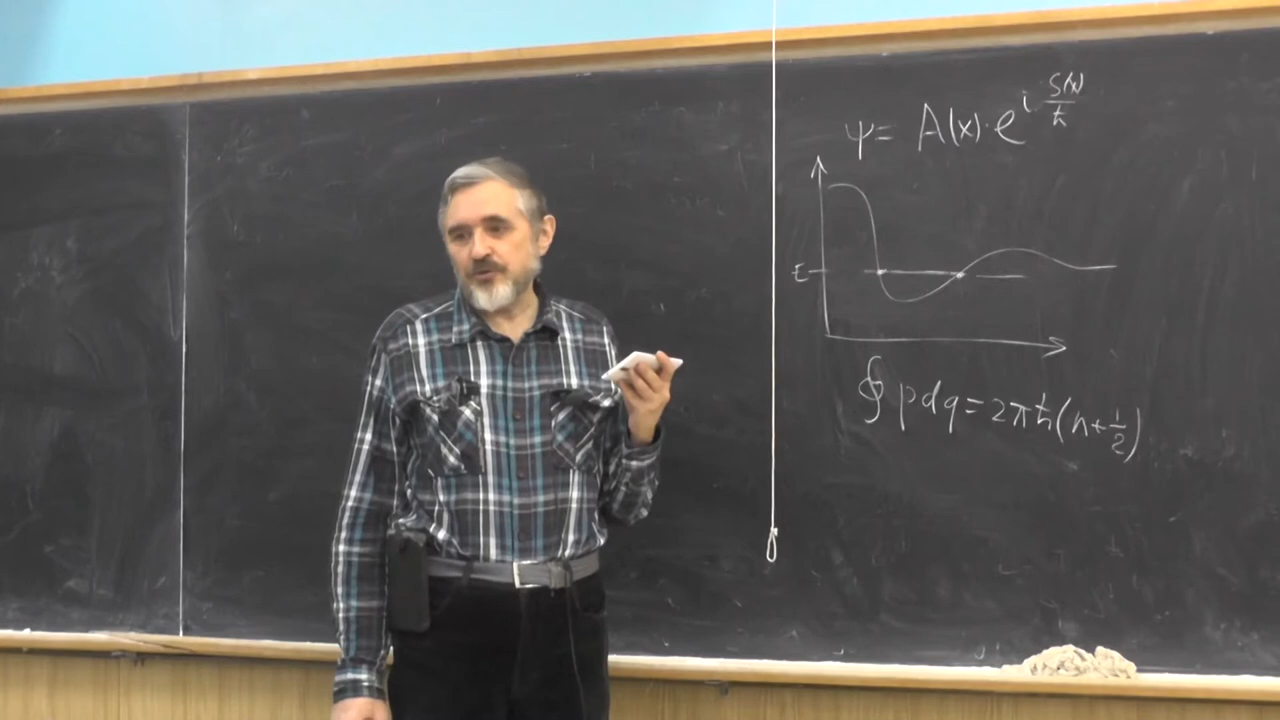 ψ = A(x)·e^{i S(x)/ħ}
E
∮ p dq = 2πħ(n + 1/2)